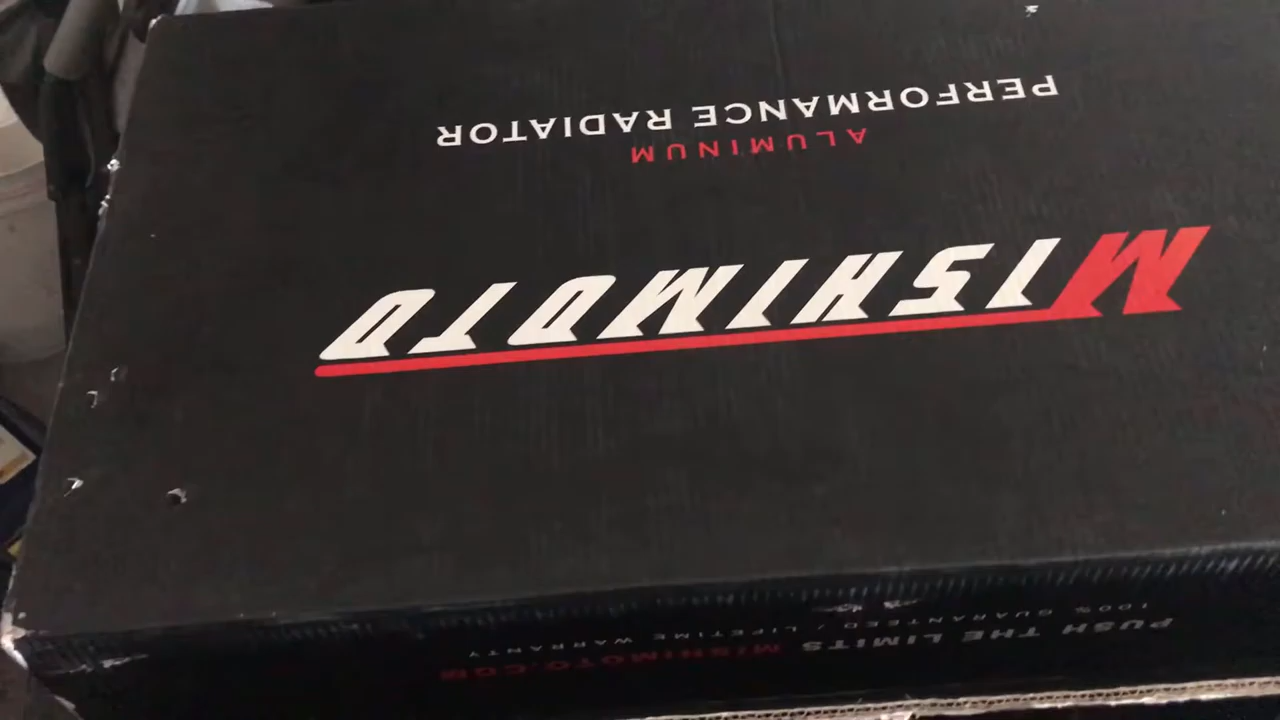 MISHIMOTO
ALUMINUM
PERFORMANCE RADIATOR
PUSH THE LIMITS MISHIMOTO.COM
100% GUARANTEED / LIFETIME WARRANTY